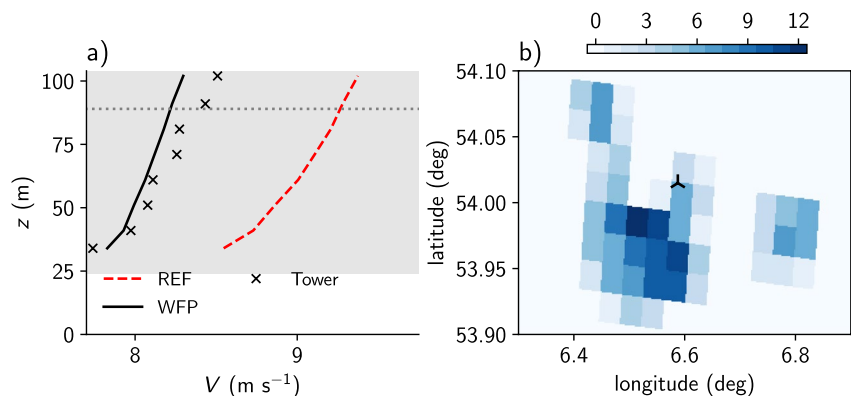 a)
100
75
50
25
0
z (m)
REF
WFP
Tower
8
9
V (m s⁻¹)
b)
0
3
6
9
12
54.10
54.05
54.00
53.95
53.90
latitude (deg)
6.4
6.6
6.8
longitude (deg)